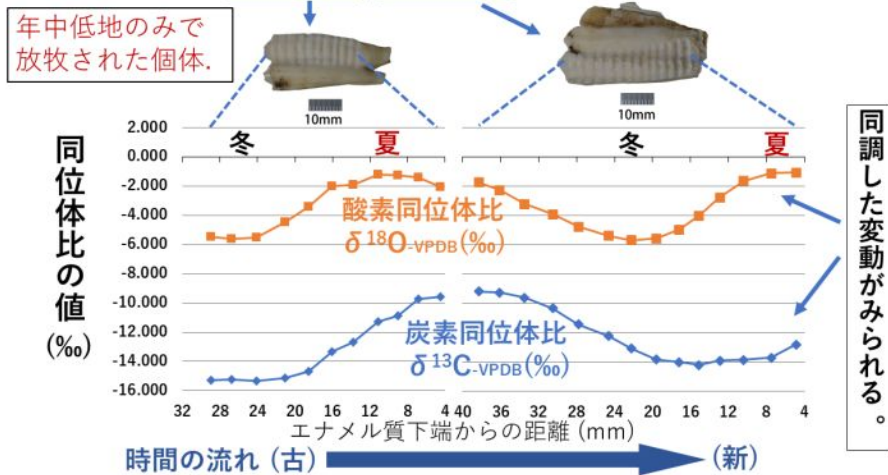 年中低地のみで
放牧された個体.
10mm
10mm
2.000
0.000
-2.000
-4.000
-6.000
-8.000
-10.000
-12.000
-14.000
-16.000
同位体比の値
(‰)
冬
夏
冬
夏
酸素同位体比
δ¹⁸O-VPDB(‰)
炭素同位体比
δ¹³C-VPDB(‰)
同調した変動がみられる。
32 28 24 20 16 12 8 4 40 36 32 28 24 20 16 12 8 4
エナメル質下端からの距離 (mm)
時間の流れ (古) (新)